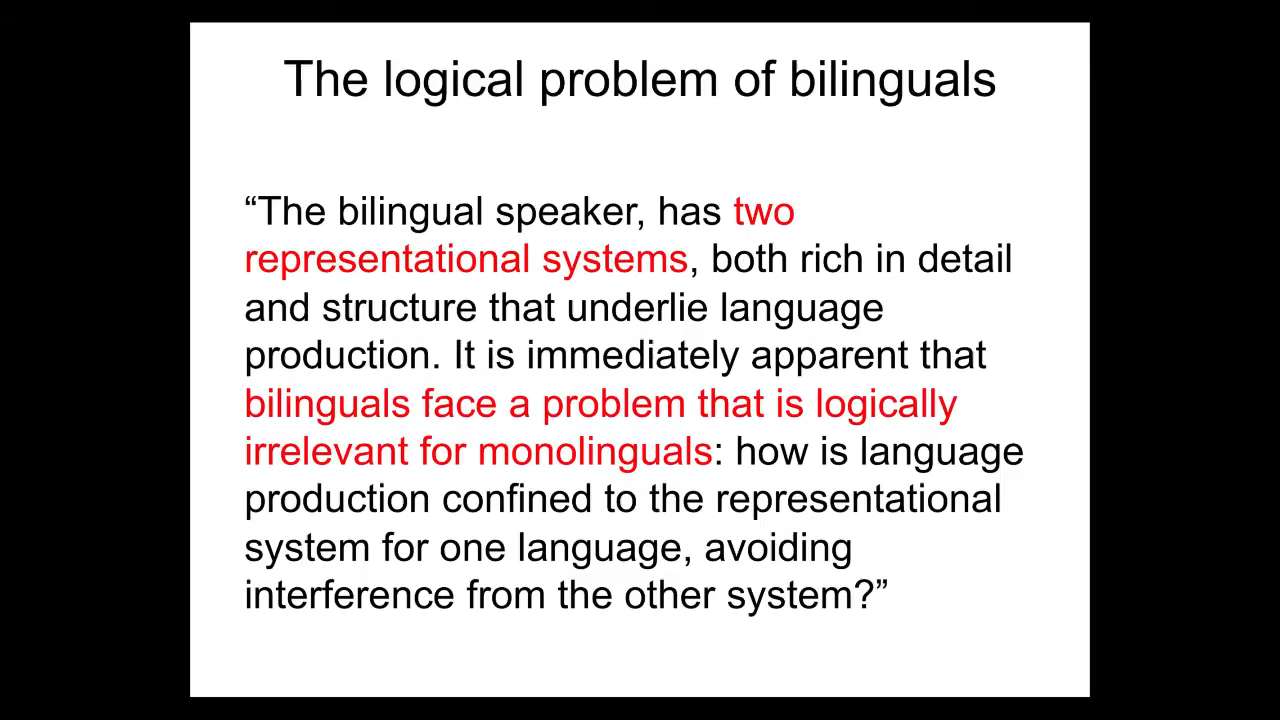 The logical problem of bilinguals
“The bilingual speaker, has two
representational systems, both rich in detail
and structure that underlie language
production. It is immediately apparent that
bilinguals face a problem that is logically
irrelevant for monolinguals: how is language
production confined to the representational
system for one language, avoiding
interference from the other system?”